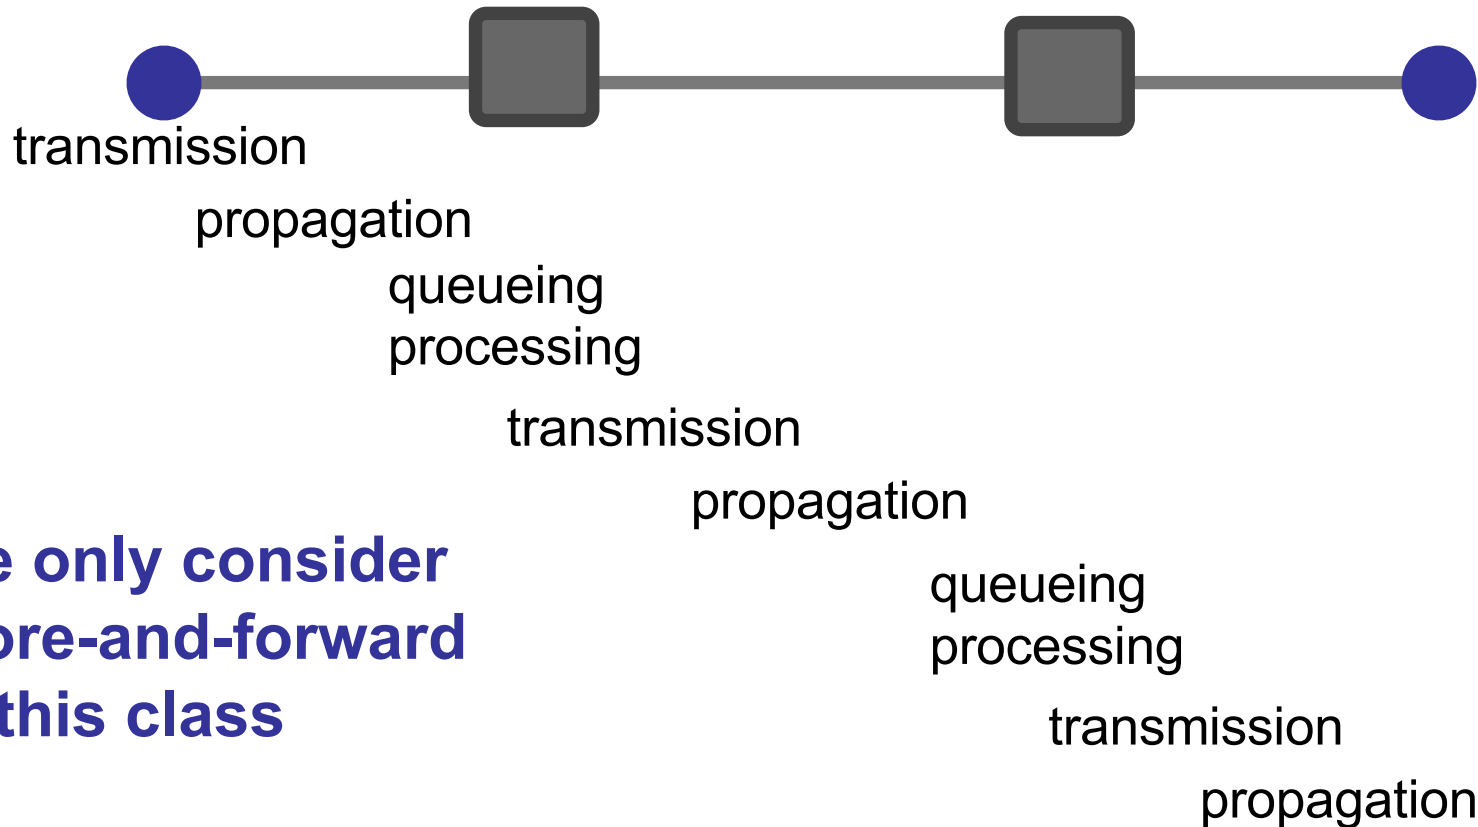 transmission
propagation
queueing
processing
transmission
propagation
e only consider
ore-and-forward
this class
queueing
processing
transmission
propagation